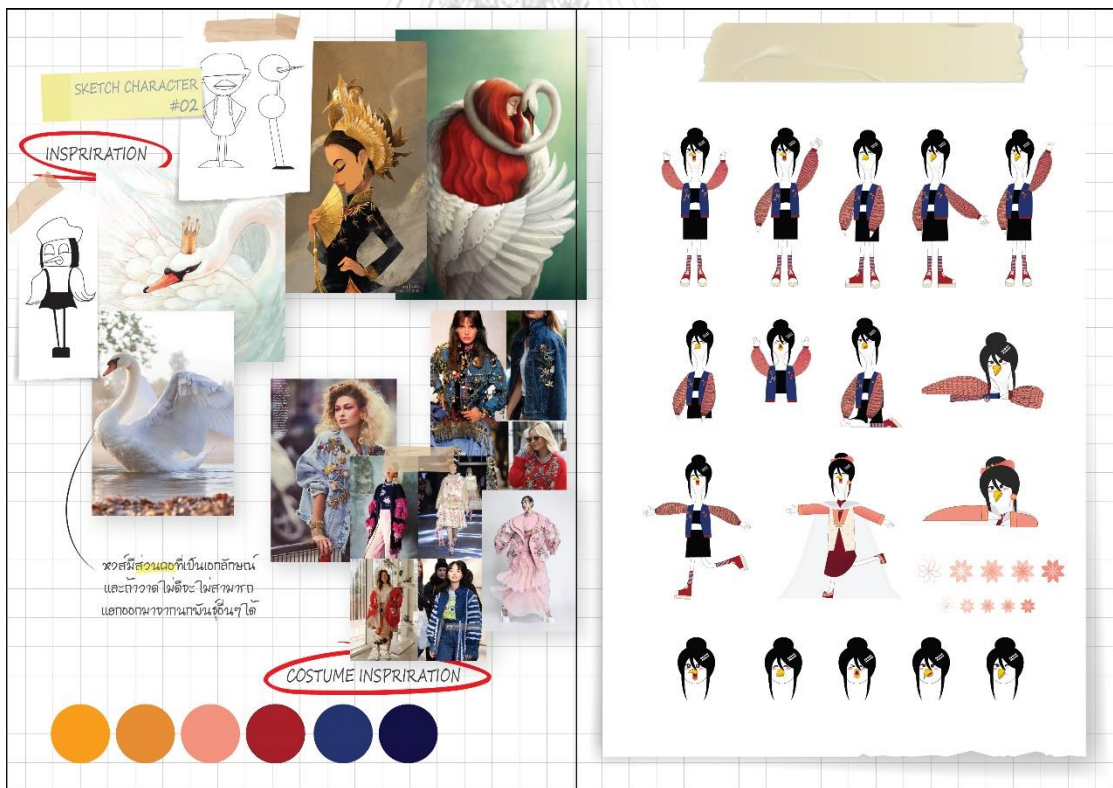 SKETCH CHARACTER
#02
INSPRIRATION
หงส์มีส่วนคอที่เป็นเอกลักษณ์
และถ้าวาดไม่ดีจะไม่สามารถ
แยกออกมาจากนกพันธุ์อื่นๆได้
COSTUME INSPRIRATION